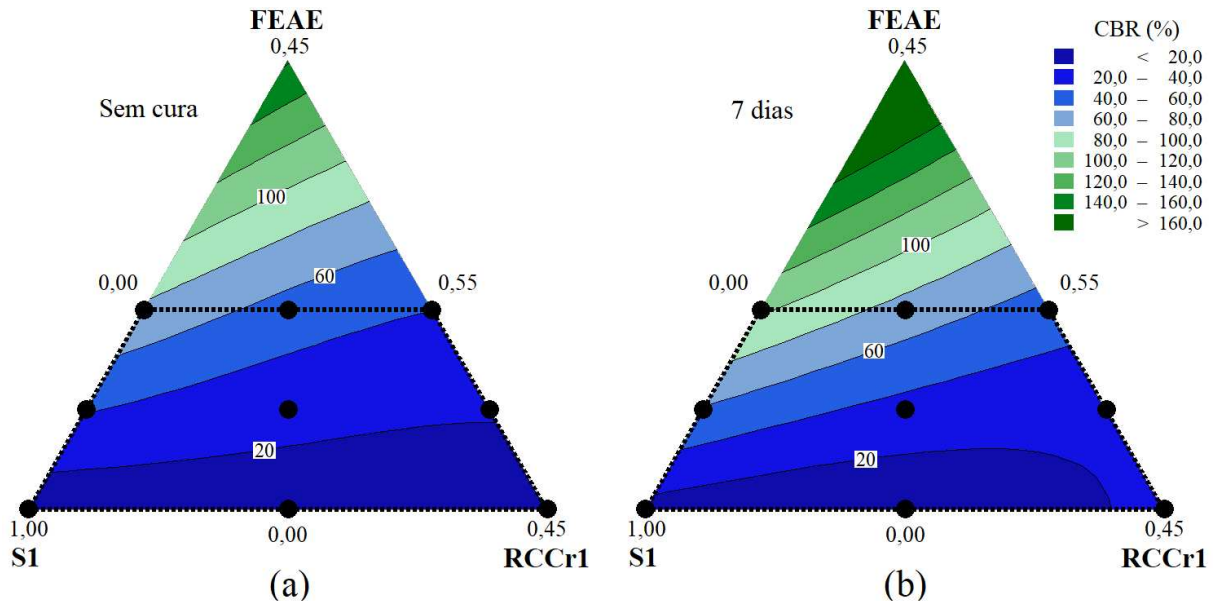 FEAE
0,45
Sem cura
100
0,00
60
0,55
20
1,00
0,00
0,45
S1
RCCr1
(a)
FEAE
0,45
7 dias
100
0,00
0,55
60
20
1,00
0,00
0,45
S1
RCCr1
(b)
CBR (%)
< 20,0
20,0 – 40,0
40,0 – 60,0
60,0 – 80,0
80,0 – 100,0
100,0 – 120,0
120,0 – 140,0
140,0 – 160,0
> 160,0